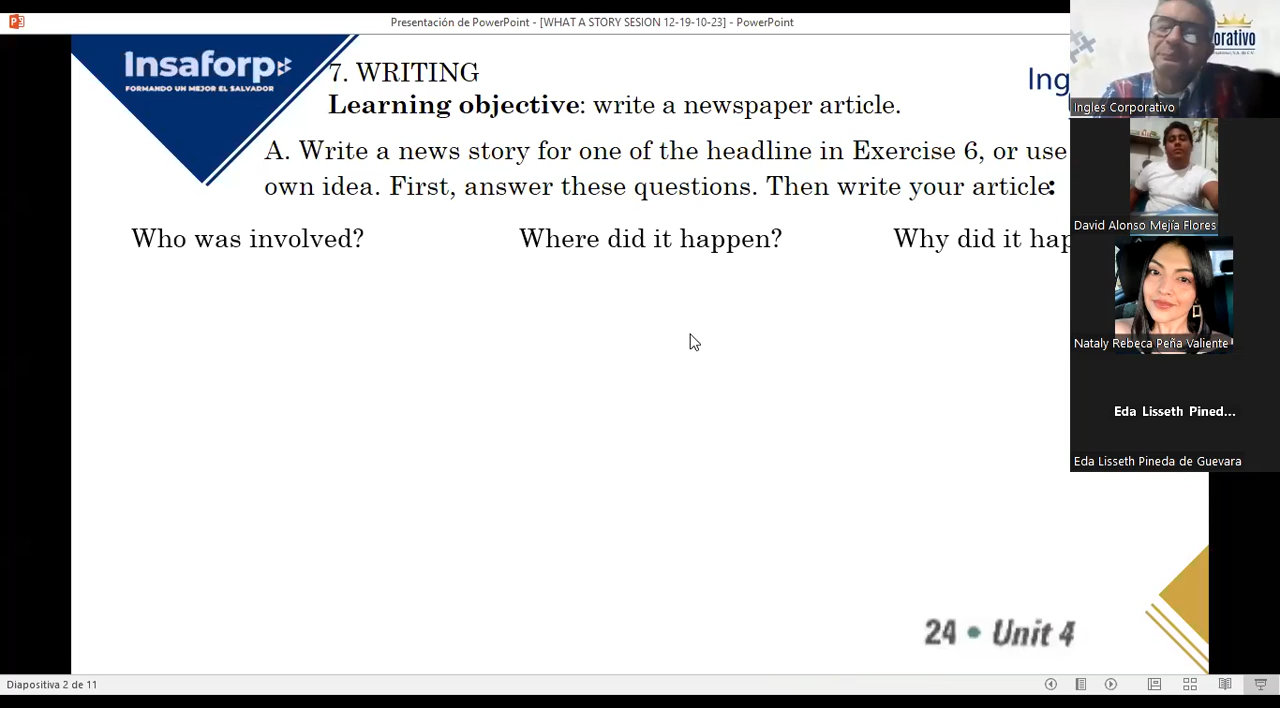 Presentación de PowerPoint - [WHAT A STORY SESION 12-19-10-23] - PowerPoint
Insaforp
FORMANDO UN MEJOR EL SALVADOR
7. WRITING
Learning objective: write a newspaper article.
A. Write a news story for one of the headline in Exercise 6, or use
own idea. First, answer these questions. Then write your article:
Who was involved? Where did it happen? Why did it hap
24 • Unit 4
Ing
orativo
Ingles Corporativo
David Alonso Mejía Flores
Nataly Rebeca Peña Valiente
Eda Lisseth Pined...
Eda Lisseth Pineda de Guevara
Diapositiva 2 de 11